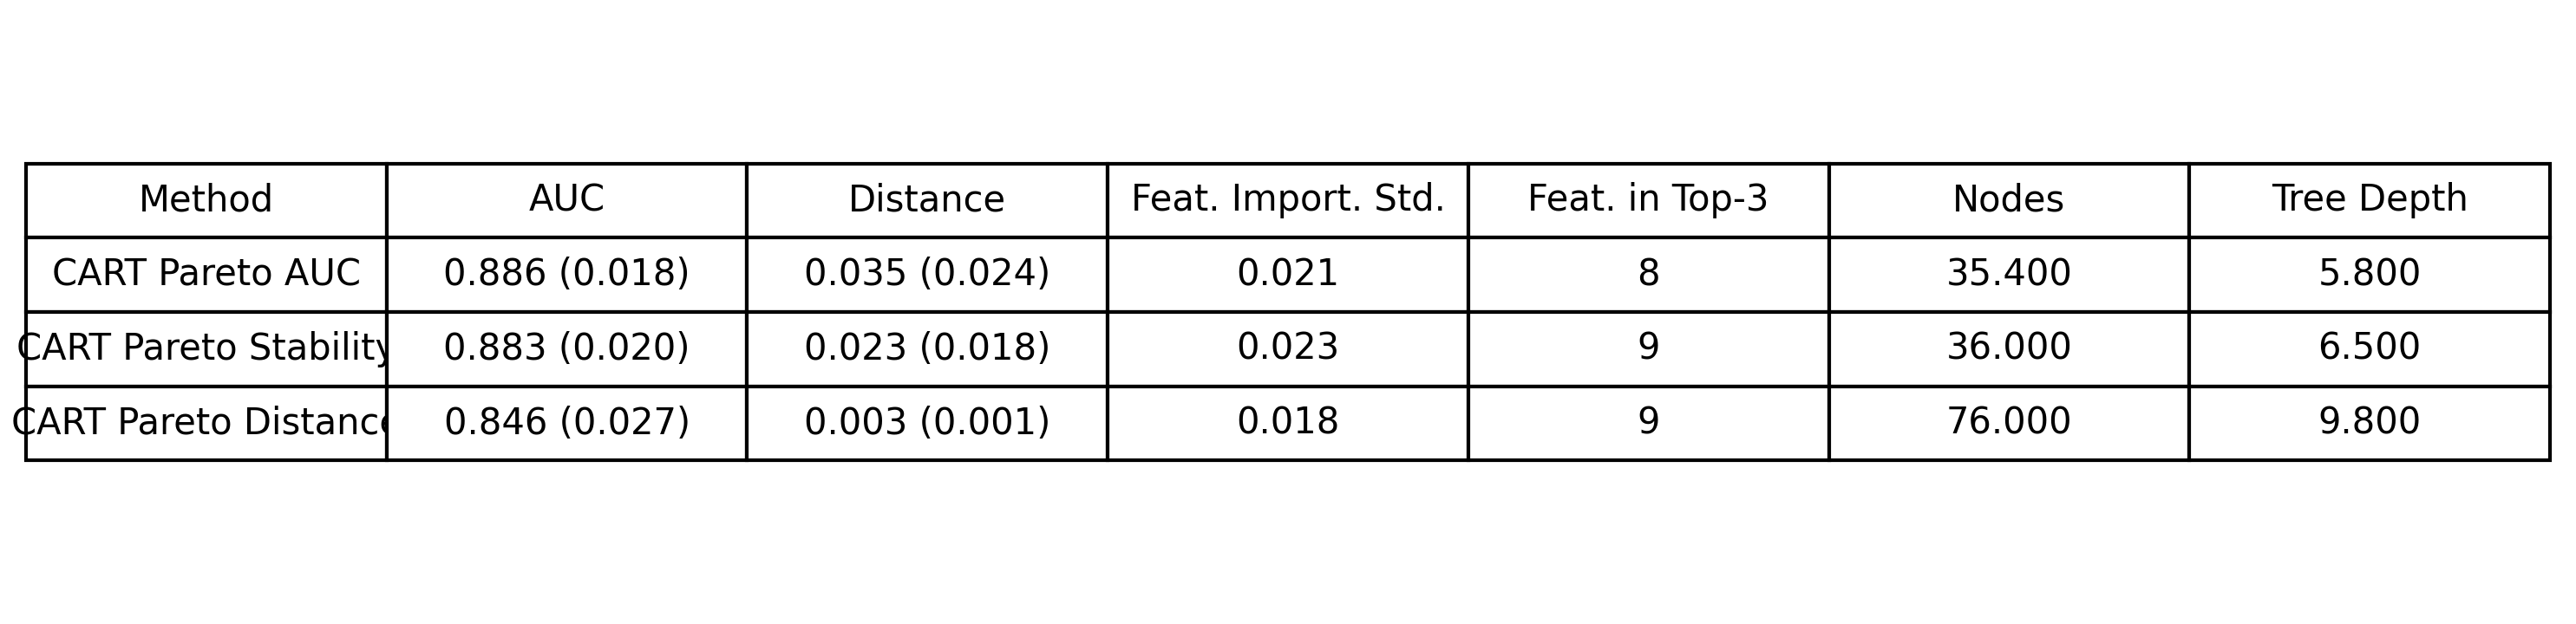 Method AUC Distance Feat. Import. Std. Feat. in Top-3 Nodes Tree Depth
CART Pareto AUC 0.886 (0.018) 0.035 (0.024) 0.021 8 35.400 5.800
CART Pareto Stability 0.883 (0.020) 0.023 (0.018) 0.023 9 36.000 6.500
CART Pareto Distance 0.846 (0.027) 0.003 (0.001) 0.018 9 76.000 9.800